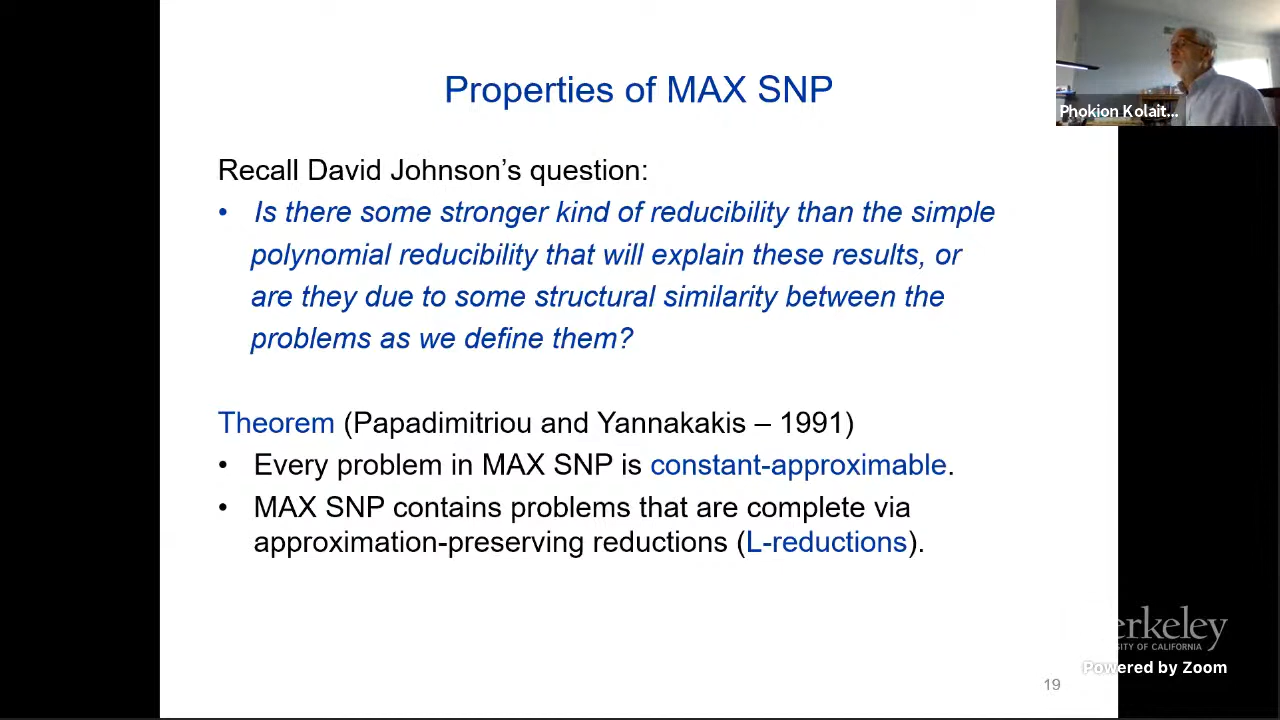 Properties of MAX SNP
Phokion Kolait...
Recall David Johnson's question:
• Is there some stronger kind of reducibility than the simple
polynomial reducibility that will explain these results, or
are they due to some structural similarity between the
problems as we define them?
Theorem (Papadimitriou and Yannakakis – 1991)
• Every problem in MAX SNP is constant-approximable.
• MAX SNP contains problems that are complete via
approximation-preserving reductions (L-reductions).
erkeley
SITY OF CALIFORNIA
Powered by Zoom
19